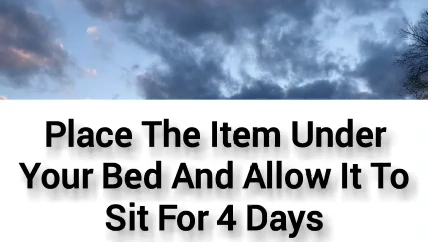 Place The Item Under
Your Bed And Allow It To
Sit For 4 Days